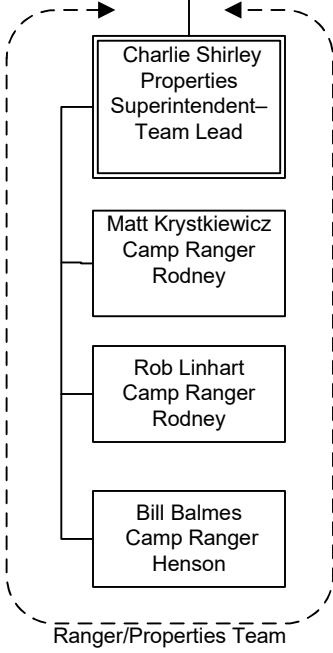 Charlie Shirley
Properties
Superintendent–
Team Lead
Matt Krystkiewicz
Camp Ranger
Rodney
Rob Linhart
Camp Ranger
Rodney
Bill Balmes
Camp Ranger
Henson
Ranger/Properties Team